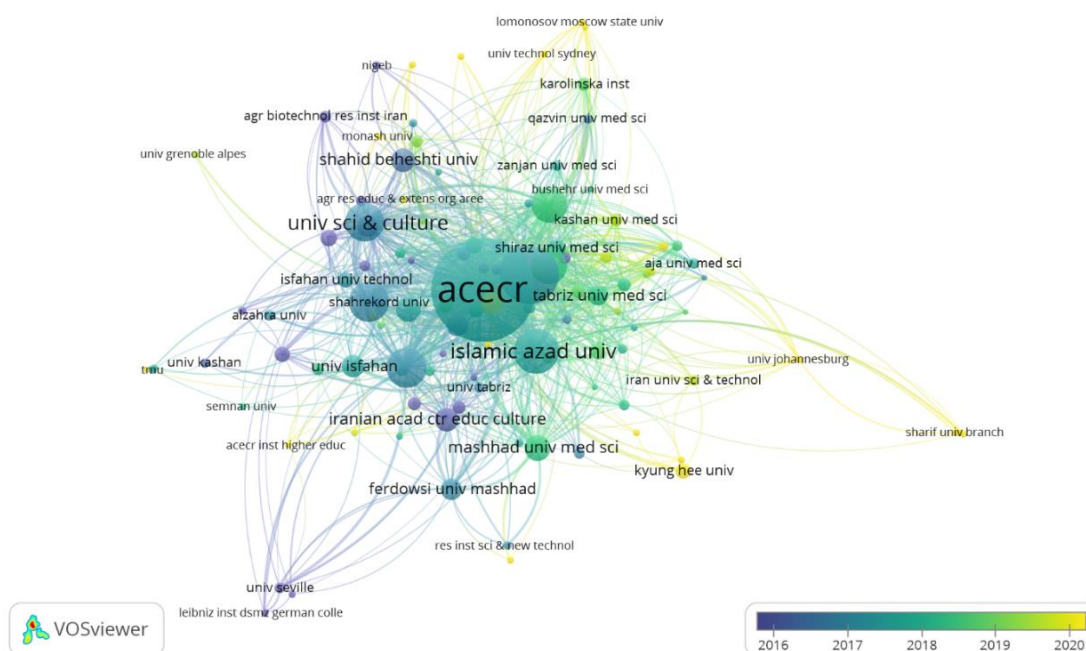 lomonosov moscow state univ
univ technol sydney
nigeb
karolinska inst
agr biotechnol res inst iran
qazvin univ med sci
monash univ
univ grenoble alpes
shahid beheshti univ
zanjan univ med sci
agr res educ & extens org aree
bushehr univ med sci
univ sci & culture
kashan univ med sci
shiraz univ med sci
aja univ med sci
isfahan univ technol
acecr
tabriz univ med sci
shahrekord univ
alzahra univ
islamic azad univ
univ kashan
univ johannesburg
univ isfahan
iran univ sci & technol
univ tabriz
semnan univ
iranian acad ctr educ culture
sharif univ branch
acecr inst higher educ
mashhad univ med sci
kyung hee univ
ferdowsi univ mashhad
res inst sci & new technol
univ seville
leibniz inst dsmz german colle
VOSviewer
2016 2017 2018 2019 2020